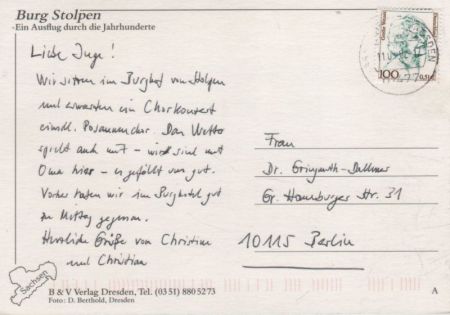 Burg Stolpen
Ein Ausflug durch die Jahrhunderte
Liebe Inge!
Wir sitzen im Burghof von Stolpen
und erwarten ein Chorkonzert
einschl. Posaunenchor. Das Wetter
spielt auch mit – wir sind mit
Oma hier – es gefällt uns gut.
Vorher haben wir im Burghotel gut
zu Mittag gegessen.
Herzliche Grüße von Christian
und Christian
Frau
Dr.
Gr. Hamburger Str. 31
10115 Berlin
100
Sachsen
B & V Verlag Dresden, Tel. (03 51) 880 52 73
Foto: D. Berthold, Dresden
A